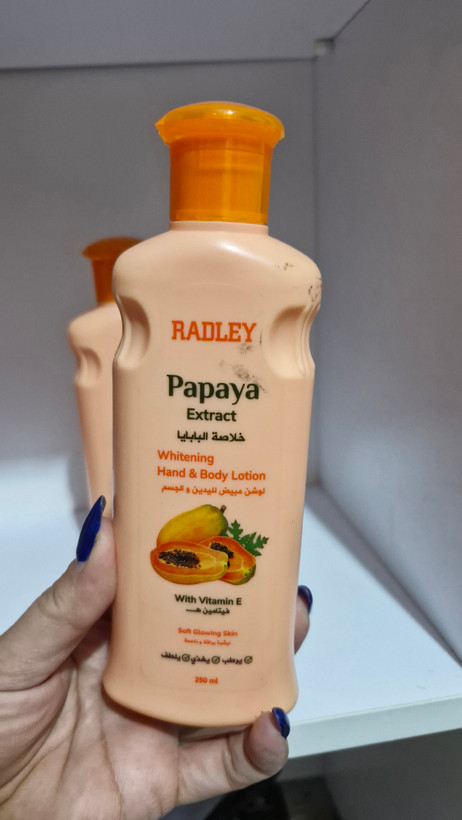 RADLEY
Papaya
Extract
خلاصة البابايا
Whitening
Hand & Body Lotion
لوشن مبيض لليدين و الجسم
With Vitamin E
فيتامين هـ
Soft Glowing Skin
يرطب يغذي يلطف
250 ml